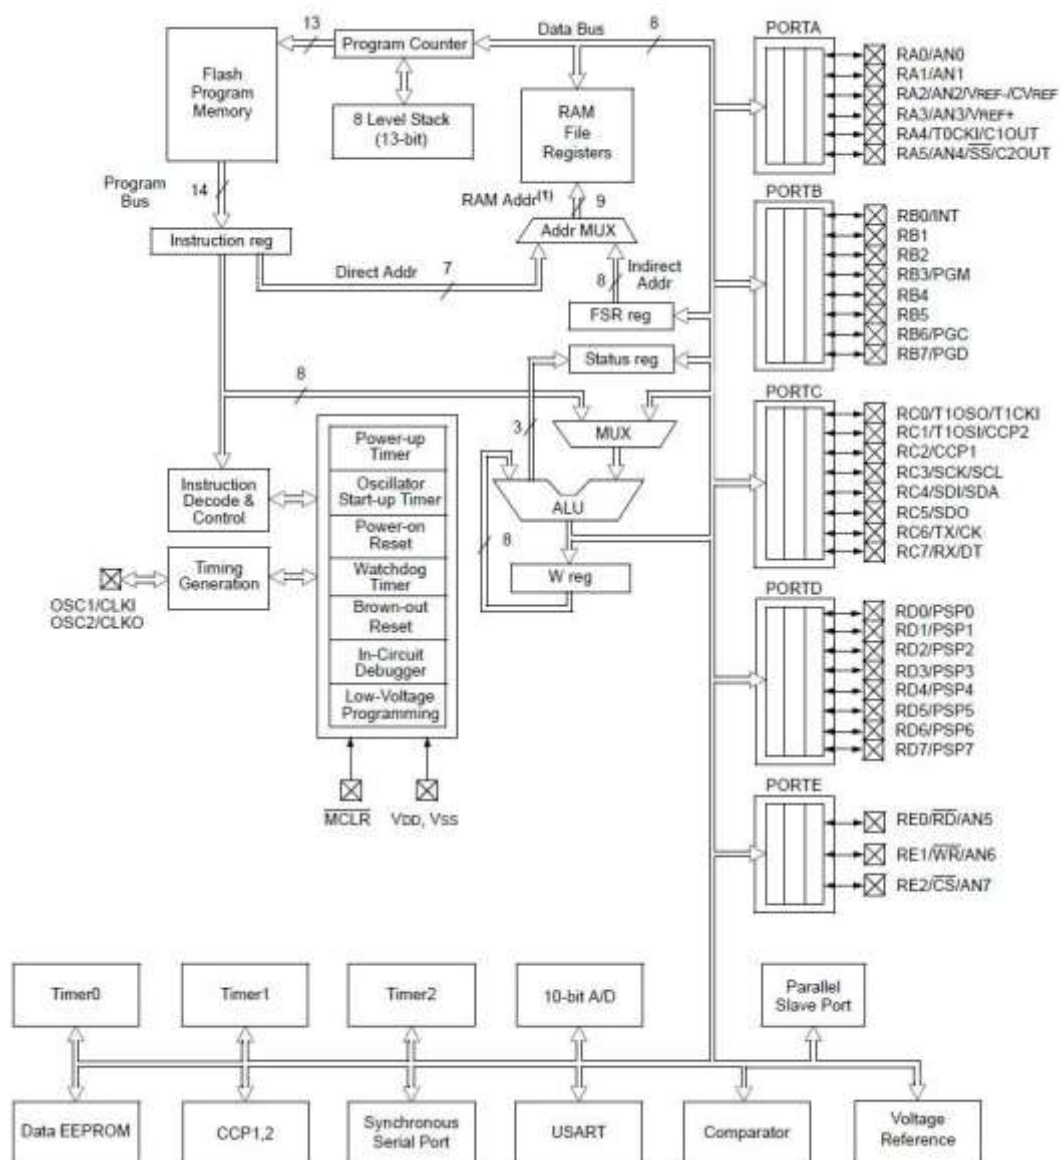 13
Data Bus
8
PORTA
Flash
Program
Memory
Program Counter
8 Level Stack
(13-bit)
RAM
File
Registers
RA0/AN0
RA1/AN1
RA2/AN2/VREF-/CVREF
RA3/AN3/VREF+
RA4/T0CKI/C1OUT
RA5/AN4/SS/C2OUT
Program
Bus
14
RAM Addr(1)
9
PORTB
Instruction reg
Addr MUX
Direct Addr
7
8
Indirect
Addr
FSR reg
RB0/INT
RB1
RB2
RB3/PGM
RB4
RB5
RB6/PGC
RB7/PGD
Status reg
8
3
MUX
PORTC
RC0/T1OSO/T1CKI
RC1/T1OSI/CCP2
RC2/CCP1
RC3/SCK/SCL
RC4/SDI/SDA
RC5/SDO
RC6/TX/CK
RC7/RX/DT
Power-up
Timer
Instruction
Decode &
Control
Oscillator
Start-up Timer
ALU
Power-on
Reset
8
Timing
Generation
Watchdog
Timer
W reg
OSC1/CLKI
OSC2/CLKO
Brown-out
Reset
In-Circuit
Debugger
Low-Voltage
Programming
PORTD
RD0/PSP0
RD1/PSP1
RD2/PSP2
RD3/PSP3
RD4/PSP4
RD5/PSP5
RD6/PSP6
RD7/PSP7
MCLR
VDD, VSS
PORTE
RE0/RD/AN5
RE1/WR/AN6
RE2/CS/AN7
Timer0
Timer1
Timer2
10-bit A/D
Parallel
Slave Port
Data EEPROM
CCP1,2
Synchronous
Serial Port
USART
Comparator
Voltage
Reference